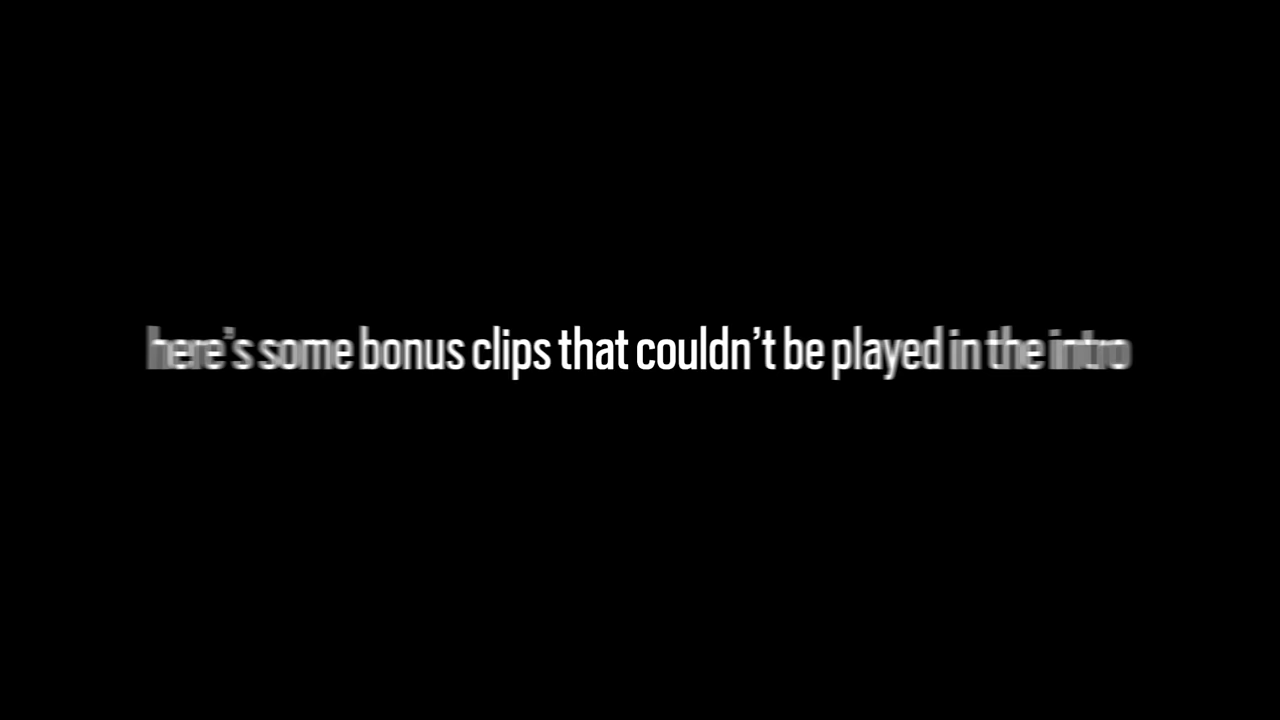 here’s some bonus clips that couldn’t be played in the intro